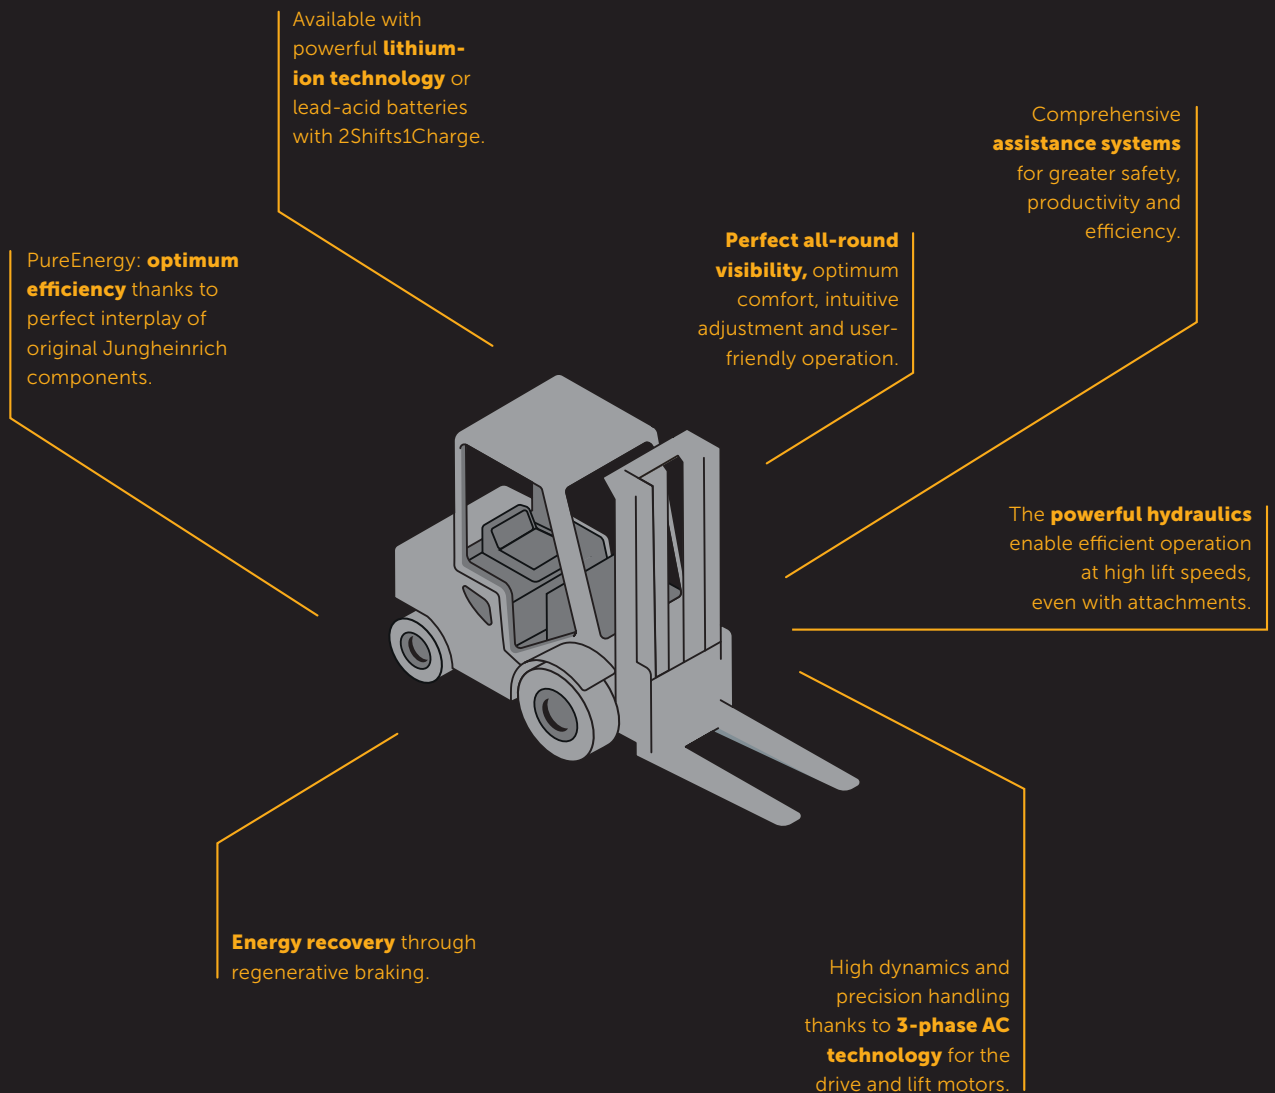 Available with
powerful lithium-
ion technology or
lead-acid batteries
with 2Shifts1Charge.
Comprehensive
assistance systems
for greater safety,
productivity and
efficiency.
Perfect all-round
visibility, optimum
comfort, intuitive
adjustment and user-
friendly operation.
PureEnergy: optimum
efficiency thanks to
perfect interplay of
original Jungheinrich
components.
The powerful hydraulics
enable efficient operation
at high lift speeds,
even with attachments.
Energy recovery through
regenerative braking.
High dynamics and
precision handling
thanks to 3-phase AC
technology for the
drive and lift motors.